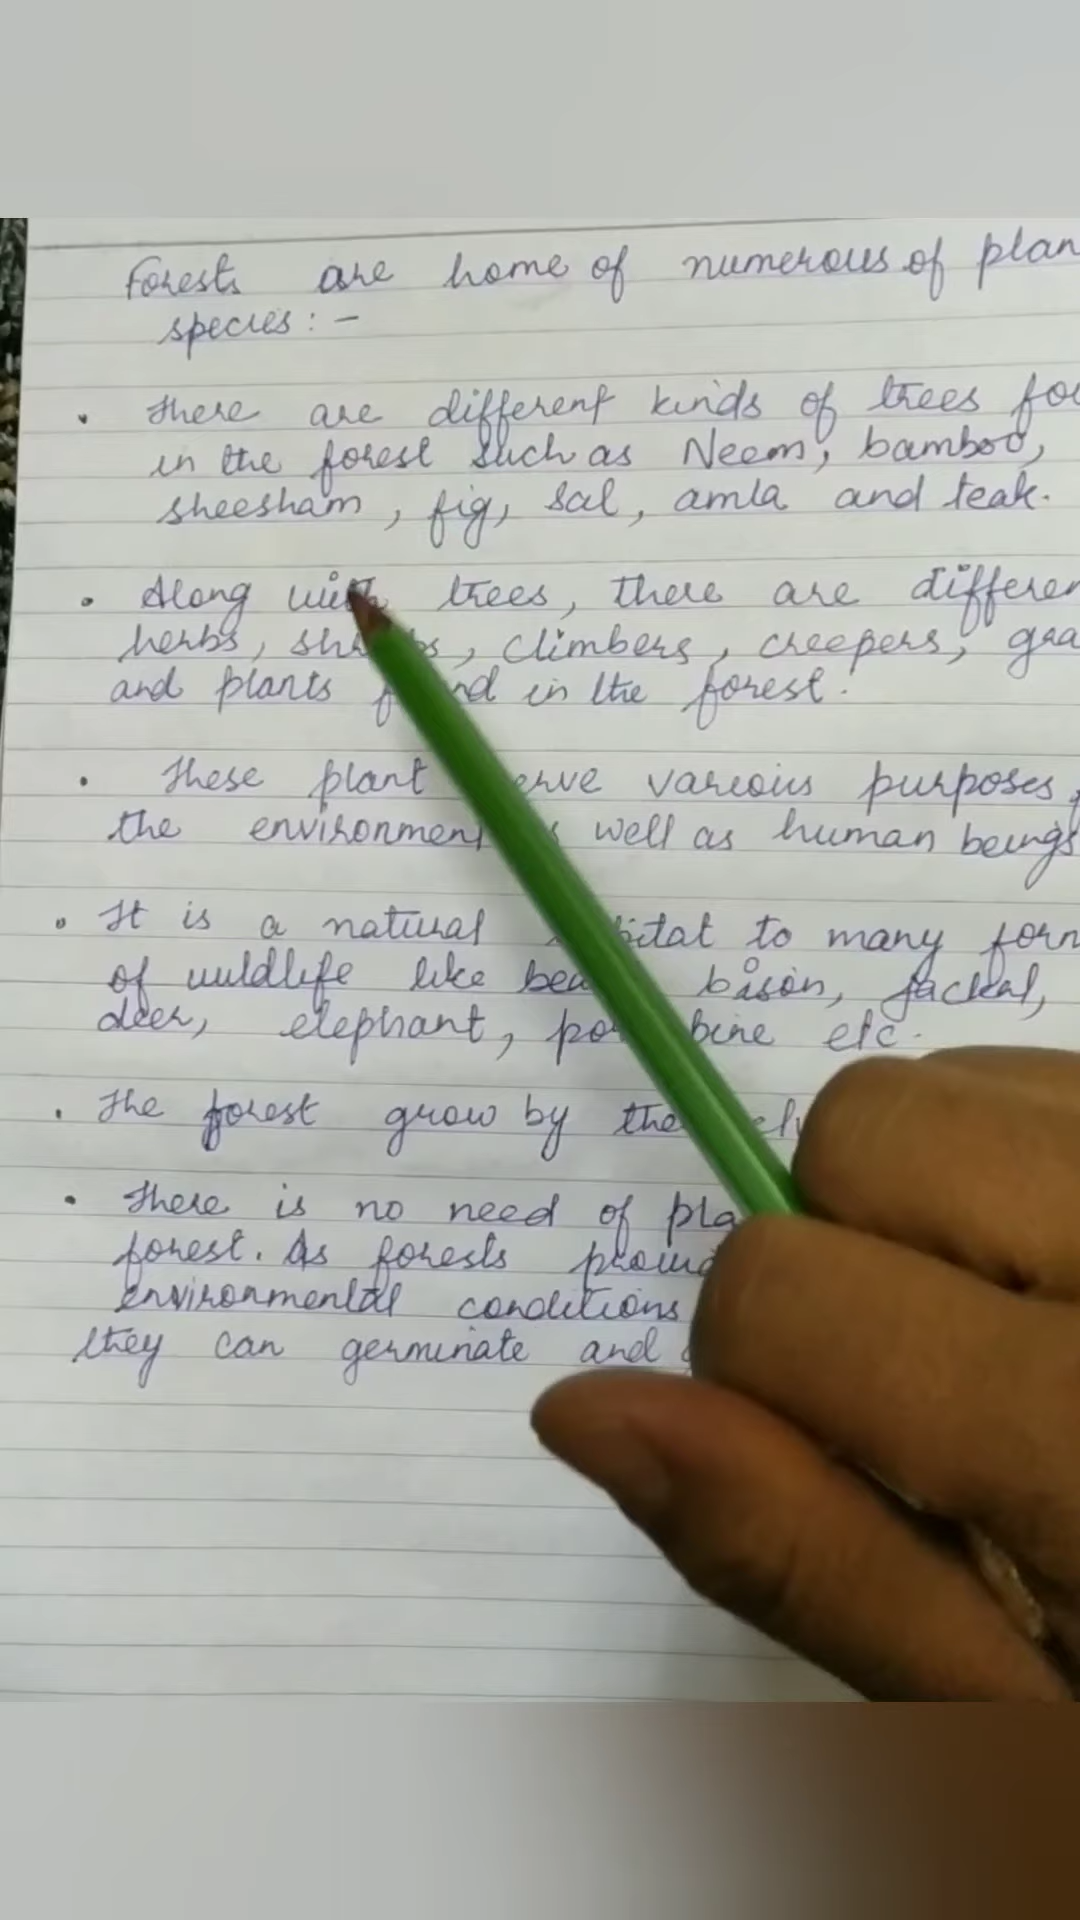 Forests are home of numerous of plan
species : -
. There are different kinds of trees fou
in the forest such as Neem, bamboo,
sheesham, fig, sal, amla and teak.
. Along with trees, there are differen
herbs, climbers, creepers, gra
and plants in the forest.
. These plant various purposes
the environment well as human beings
. It is a natural to many form
of wildlife like bison, jackal,
deer, elephant, etc.
. The forest grow by
. There is no need of
forest. As forests
environmental conditions
they can germinate and